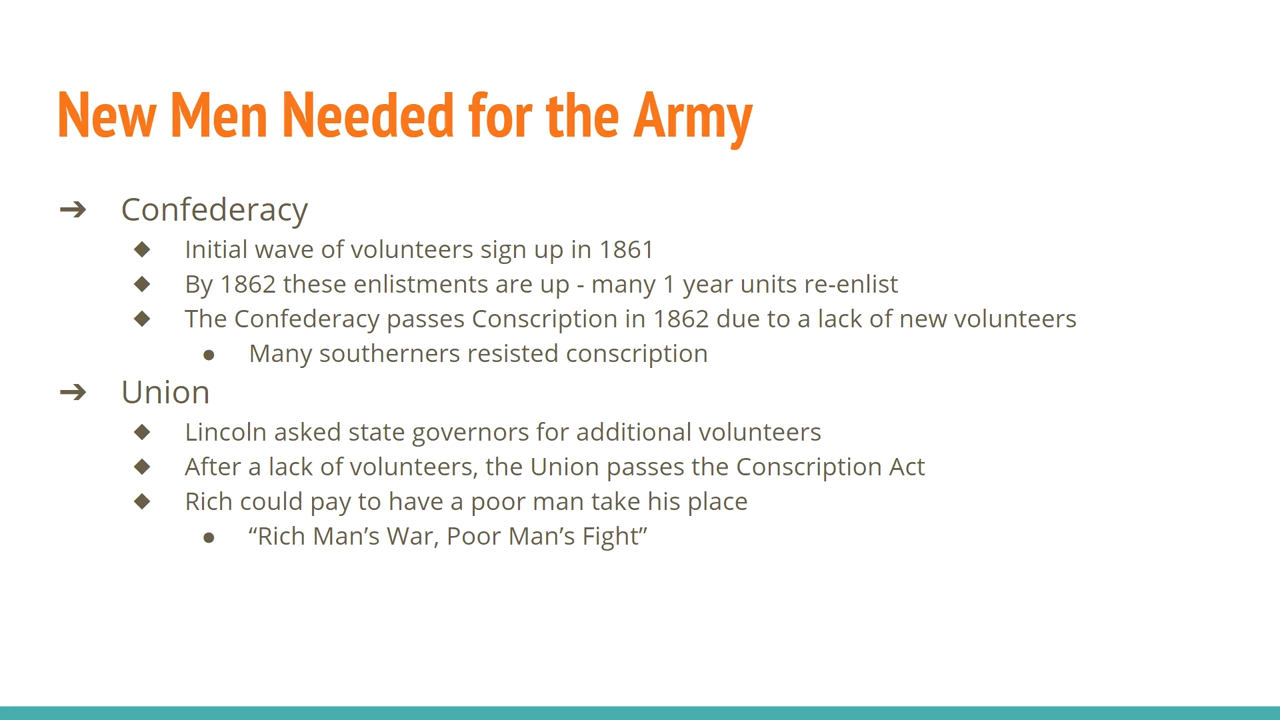 New Men Needed for the Army
➔ Confederacy
◆ Initial wave of volunteers sign up in 1861
◆ By 1862 these enlistments are up - many 1 year units re-enlist
◆ The Confederacy passes Conscription in 1862 due to a lack of new volunteers
● Many southerners resisted conscription
➔ Union
◆ Lincoln asked state governors for additional volunteers
◆ After a lack of volunteers, the Union passes the Conscription Act
◆ Rich could pay to have a poor man take his place
● “Rich Man’s War, Poor Man’s Fight”